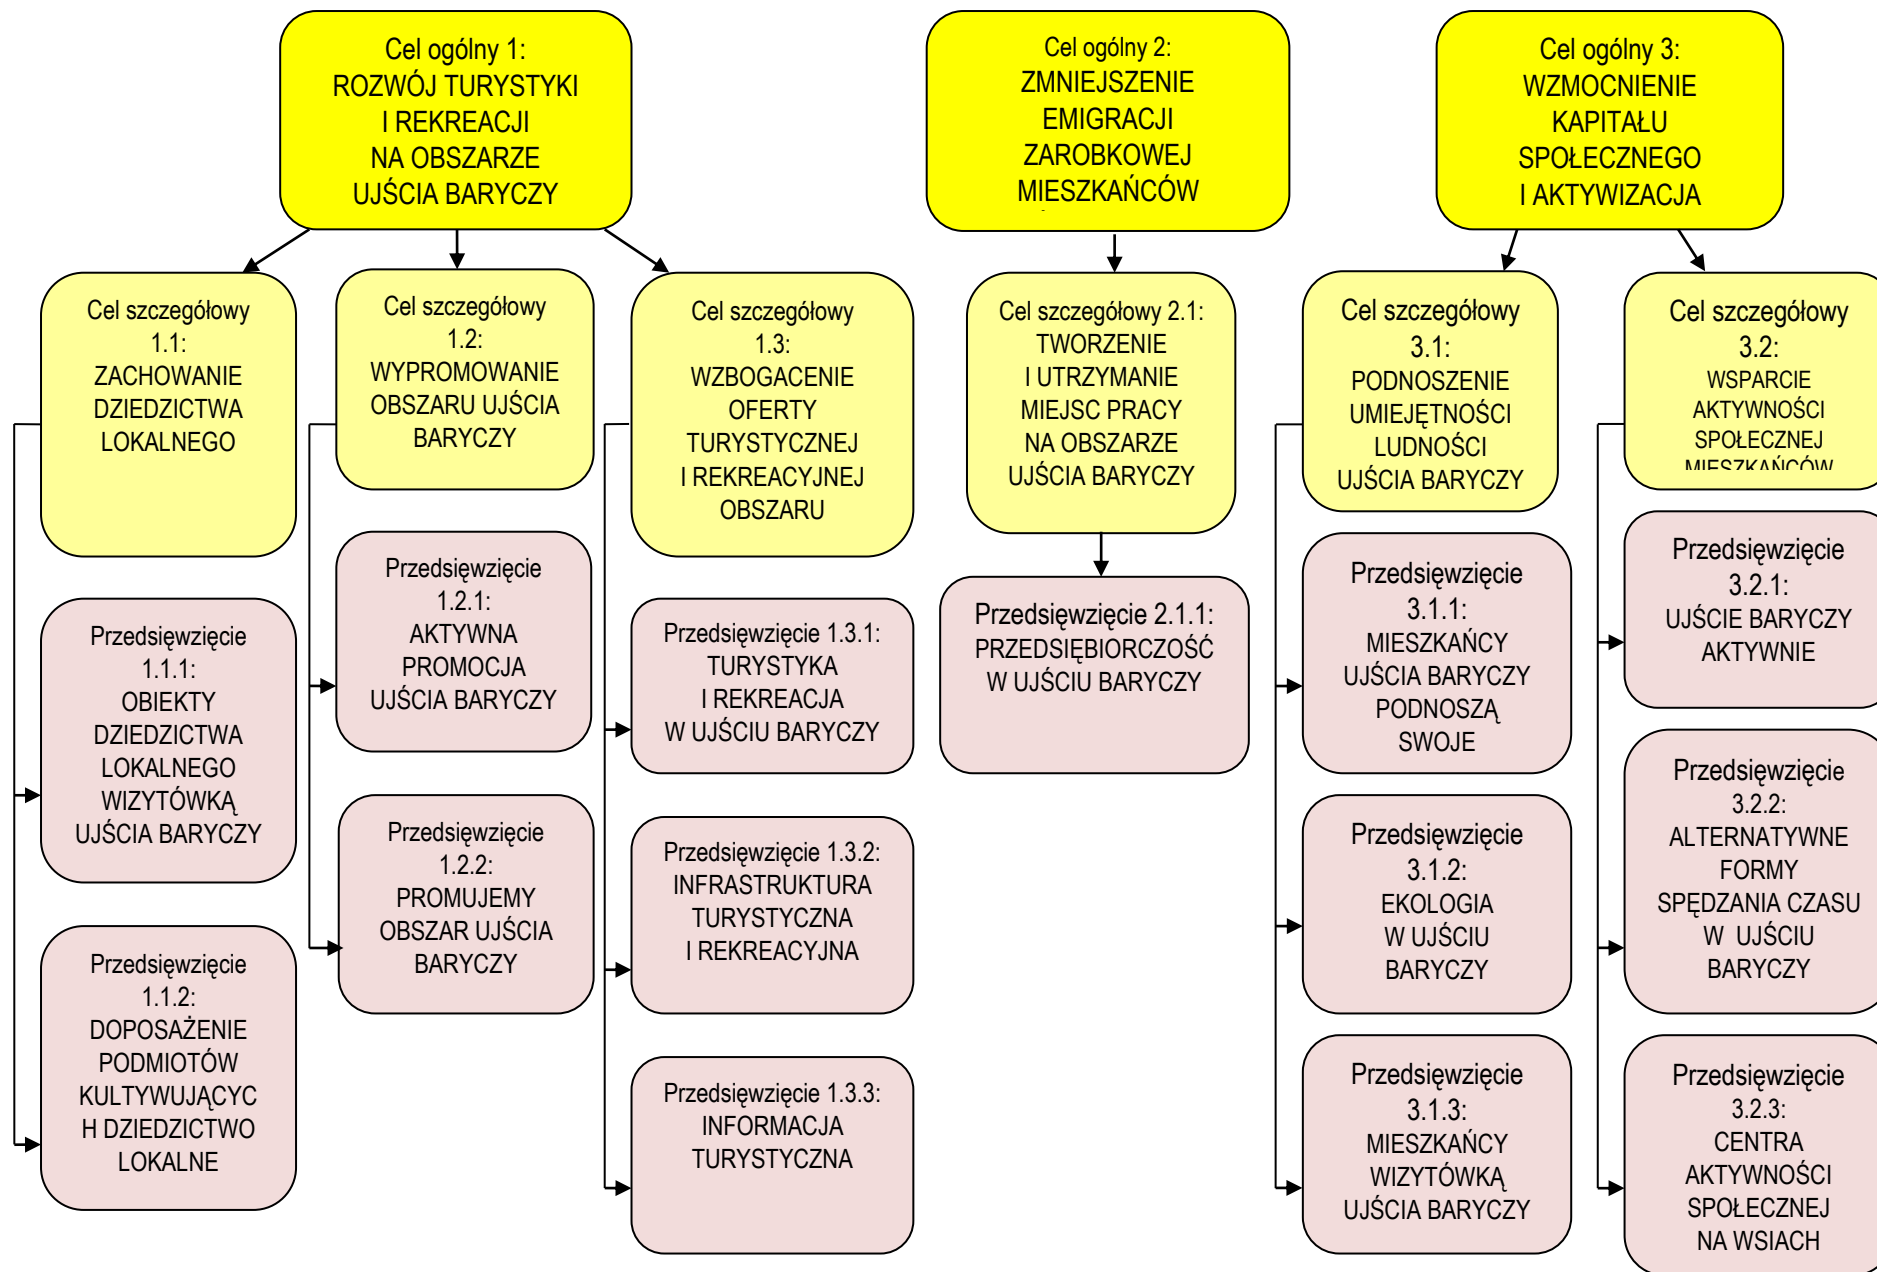 Cel ogólny 1:
ROZWÓJ TURYSTYKI
I REKREACJI
NA OBSZARZE
UJŚCIA BARYCZY
Cel ogólny 2:
ZMNIEJSZENIE
EMIGRACJI
ZAROBKOWEJ
MIESZKAŃCÓW
Cel ogólny 3:
WZMOCNIENIE
KAPITAŁU
SPOŁECZNEGO
I AKTYWIZACJA
Cel szczegółowy
1.1:
ZACHOWANIE
DZIEDZICTWA
LOKALNEGO
Cel szczegółowy
1.2:
WYPROMOWANIE
OBSZARU UJŚCIA
BARYCZY
Cel szczegółowy
1.3:
WZBOGACENIE
OFERTY
TURYSTYCZNEJ
I REKREACYJNEJ
OBSZARU
Cel szczegółowy 2.1:
TWORZENIE
I UTRZYMANIE
MIEJSC PRACY
NA OBSZARZE
UJŚCIA BARYCZY
Cel szczegółowy
3.1:
PODNOSZENIE
UMIEJĘTNOŚCI
LUDNOŚCI
UJŚCIA BARYCZY
Cel szczegółowy
3.2:
WSPARCIE
AKTYWNOŚCI
SPOŁECZNEJ
MIESZKAŃCÓW
Przedsięwzięcie
1.1.1:
OBIEKTY
DZIEDZICTWA
LOKALNEGO
WIZYTÓWKĄ
UJŚCIA BARYCZY
Przedsięwzięcie
1.1.2:
DOPOSAŻENIE
PODMIOTÓW
KULTYWUJĄCYC
H DZIEDZICTWO
LOKALNE
Przedsięwzięcie
1.2.1:
AKTYWNA
PROMOCJA
UJŚCIA BARYCZY
Przedsięwzięcie
1.2.2:
PROMUJEMY
OBSZAR UJŚCIA
BARYCZY
Przedsięwzięcie 1.3.1:
TURYSTYKA
I REKREACJA
W UJŚCIU BARYCZY
Przedsięwzięcie 1.3.2:
INFRASTRUKTURA
TURYSTYCZNA
I REKREACYJNA
Przedsięwzięcie 1.3.3:
INFORMACJA
TURYSTYCZNA
Przedsięwzięcie 2.1.1:
PRZEDSIĘBIORCZOŚĆ
W UJŚCIU BARYCZY
Przedsięwzięcie
3.1.1:
MIESZKAŃCY
UJŚCIA BARYCZY
PODNOSZĄ
SWOJE
Przedsięwzięcie
3.1.2:
EKOLOGIA
W UJŚCIU
BARYCZY
Przedsięwzięcie
3.1.3:
MIESZKAŃCY
WIZYTÓWKĄ
UJŚCIA BARYCZY
Przedsięwzięcie
3.2.1:
UJŚCIE BARYCZY
AKTYWNIE
Przedsięwzięcie
3.2.2:
ALTERNATYWNE
FORMY
SPĘDZANIA CZASU
W UJŚCIU
BARYCZY
Przedsięwzięcie
3.2.3:
CENTRA
AKTYWNOŚCI
SPOŁECZNEJ
NA WSIACH